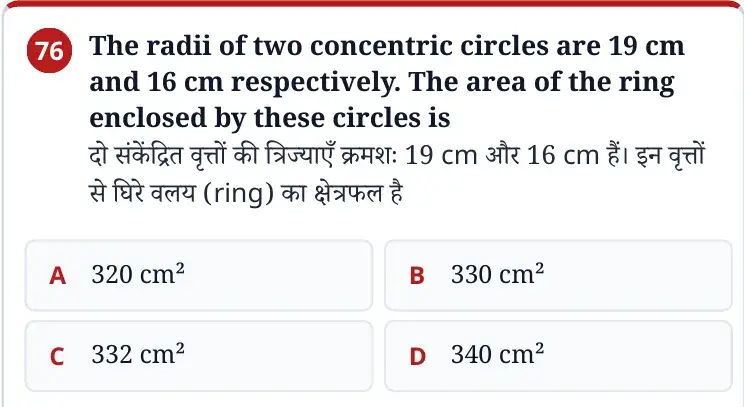 76 The radii of two concentric circles are 19 cm
and 16 cm respectively. The area of the ring
enclosed by these circles is
दो संकेंद्रित वृत्तों की त्रिज्याएँ क्रमशः 19 cm और 16 cm हैं। इन वृत्तों
से घिरे वलय (ring) का क्षेत्रफल है
A 320 cm² B 330 cm²
C 332 cm² D 340 cm²